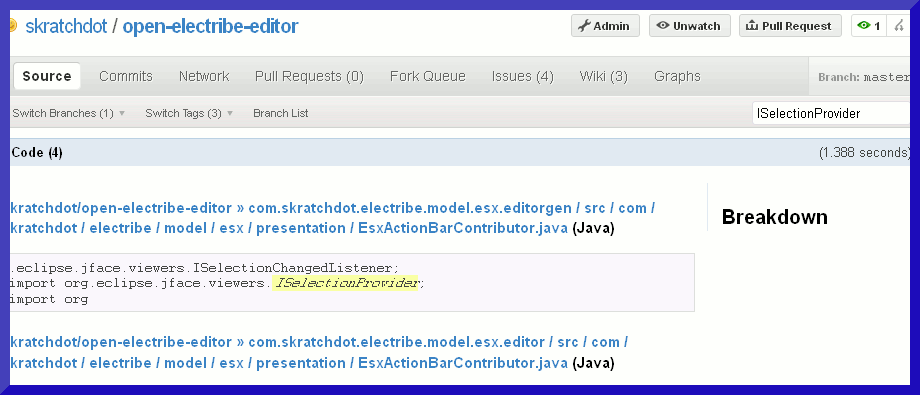 skratchdot / open-electribe-editor
Admin Unwatch Pull Request 1
Source Commits Network Pull Requests (0) Fork Queue Issues (4) Wiki (3) Graphs Branch: master
Switch Branches (1) Switch Tags (3) Branch List ISelectionProvider
Code (4) (1.388 seconds)
kratchdot/open-electribe-editor » com.skratchdot.electribe.model.esx.editorgen / src / com /
kratchdot / electribe / model / esx / presentation / EsxActionBarContributor.java (Java)
Breakdown
.eclipse.jface.viewers.ISelectionChangedListener;
import org.eclipse.jface.viewers.ISelectionProvider;
import org
kratchdot/open-electribe-editor » com.skratchdot.electribe.model.esx.editor / src / com /
kratchdot / electribe / model / esx / presentation / EsxActionBarContributor.java (Java)